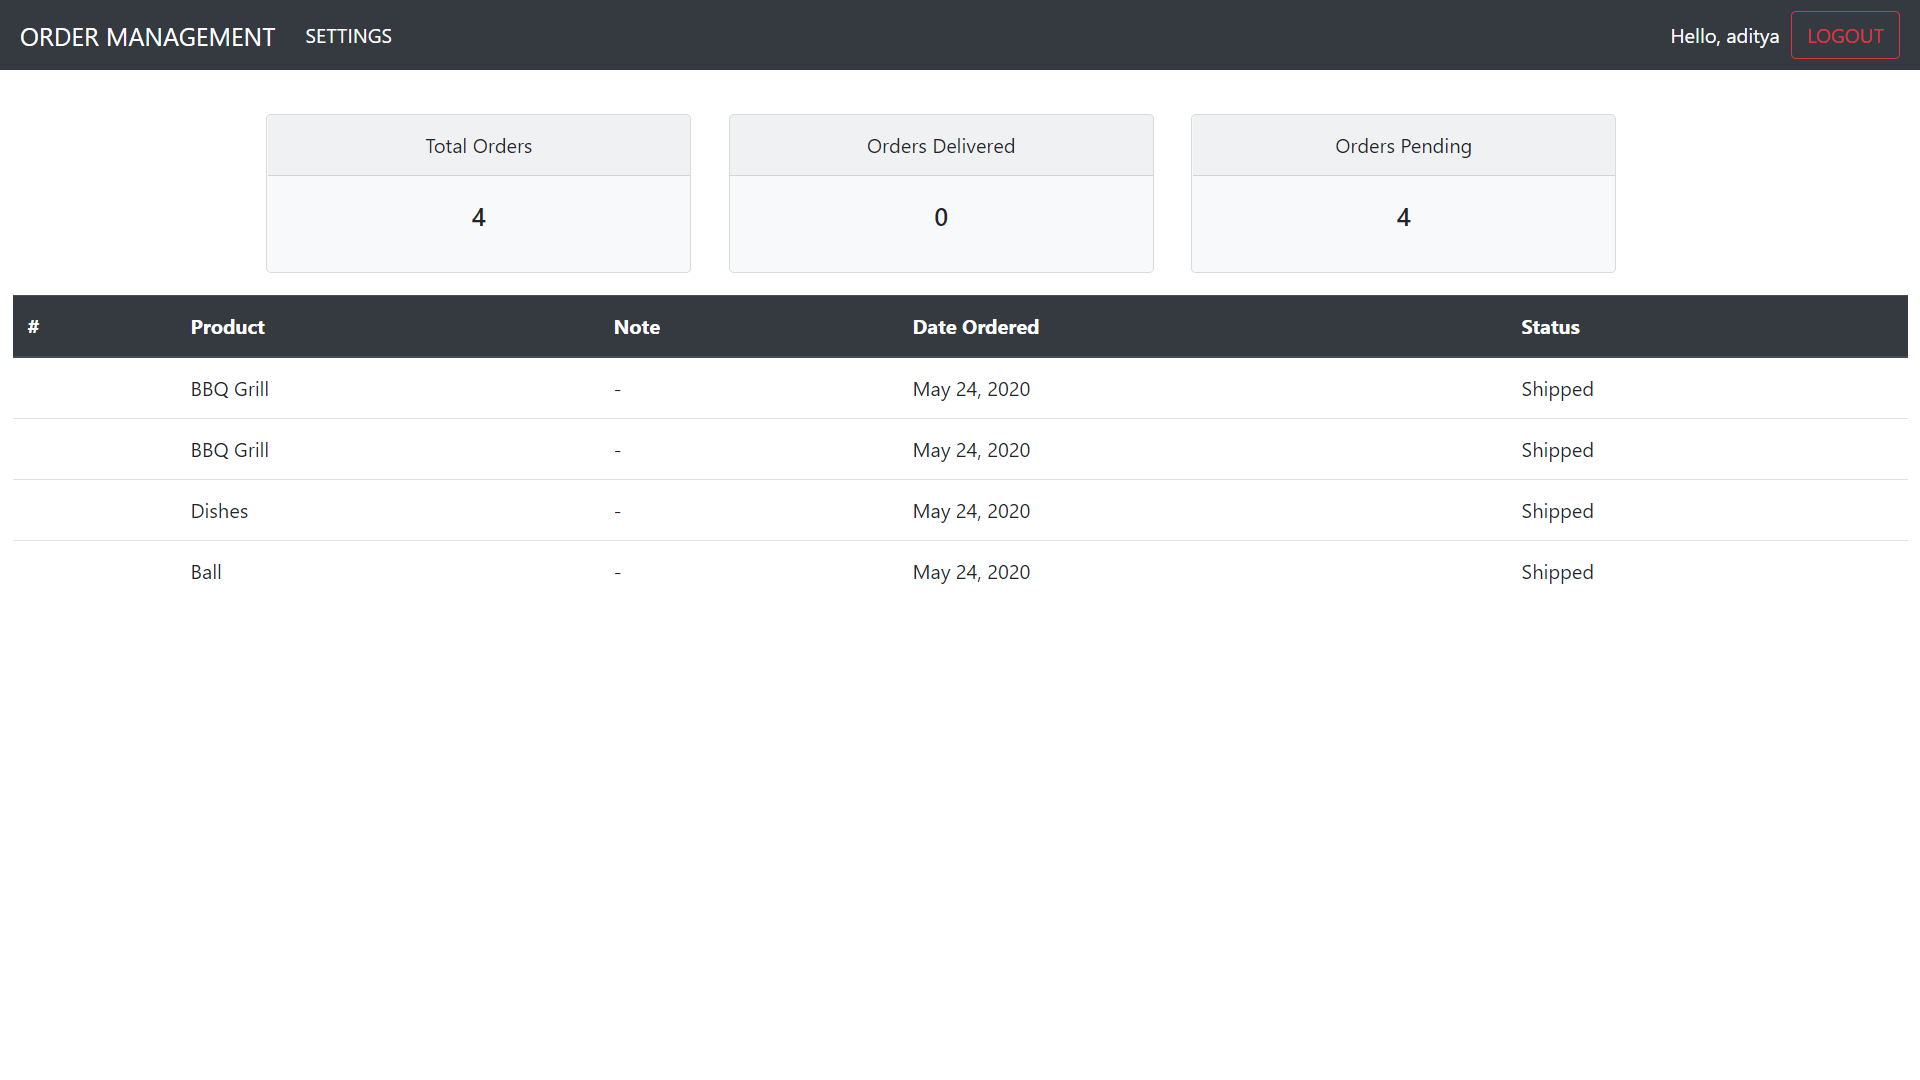 ORDER MANAGEMENT SETTINGS Hello, aditya LOGOUT
Total Orders Orders Delivered Orders Pending
4 0 4
# Product Note Date Ordered Status
BBQ Grill - May 24, 2020 Shipped
BBQ Grill - May 24, 2020 Shipped
Dishes - May 24, 2020 Shipped
Ball - May 24, 2020 Shipped